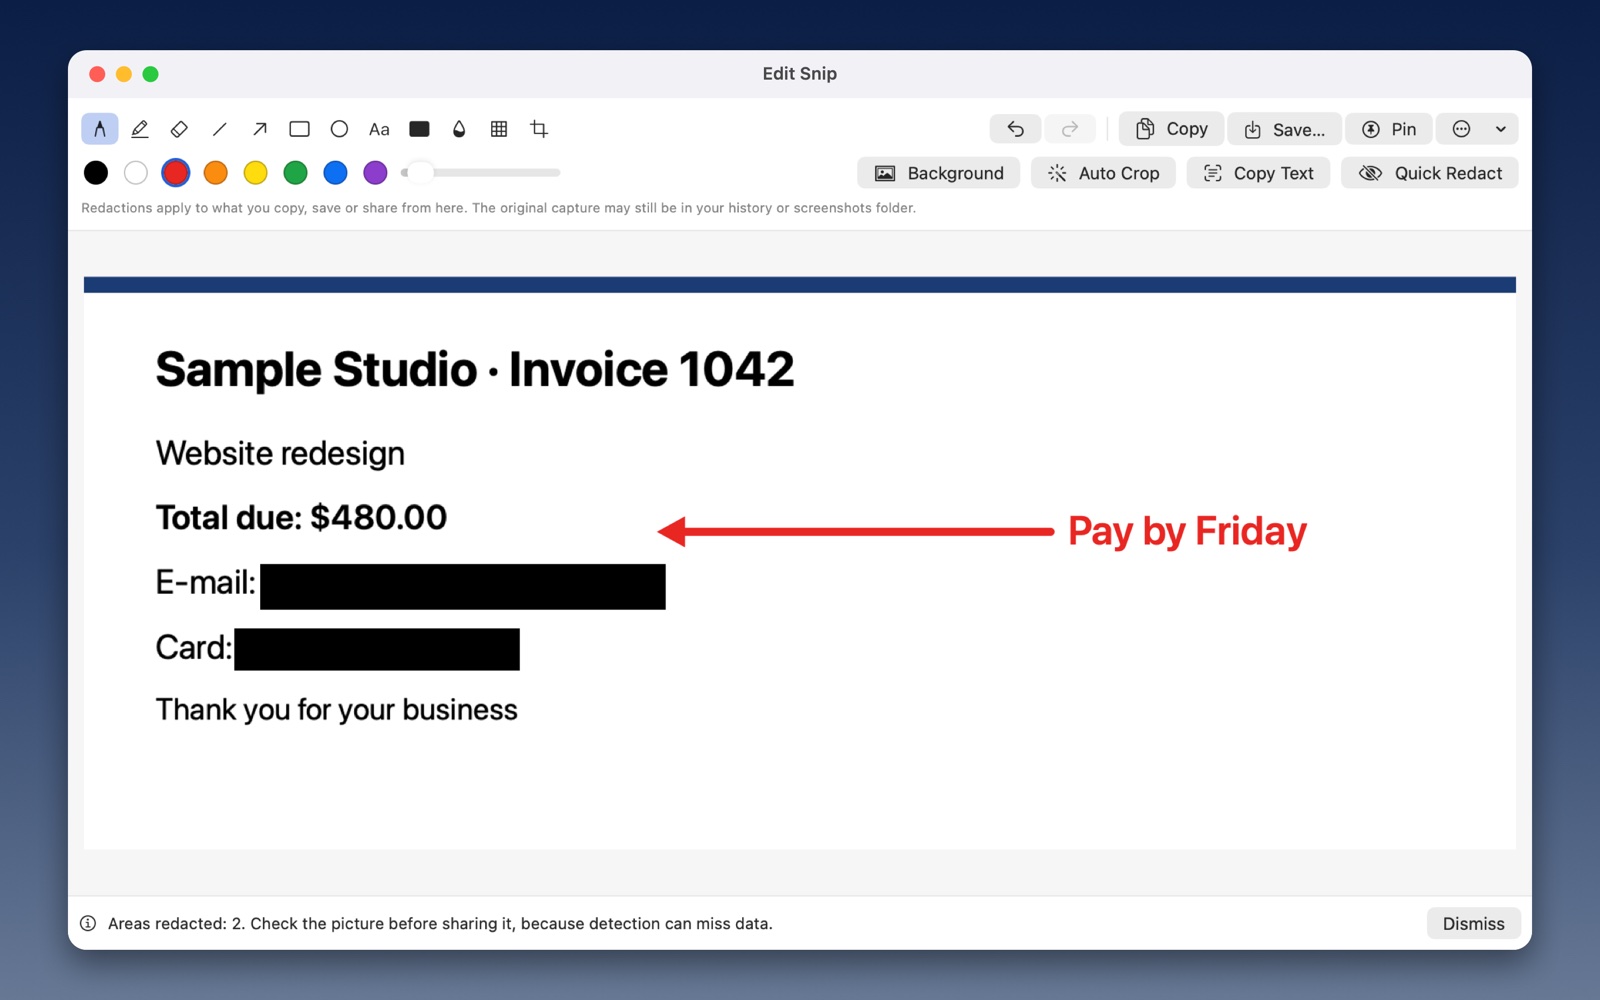 Edit Snip
Aa
Copy
Save...
Pin
Background
Auto Crop
Copy Text
Quick Redact
Redactions apply to what you copy, save or share from here. The original capture may still be in your history or screenshots folder.
Sample Studio · Invoice 1042
Website redesign
Total due: $480.00
Pay by Friday
E-mail:
Card:
Thank you for your business
Areas redacted: 2. Check the picture before sharing it, because detection can miss data.
Dismiss